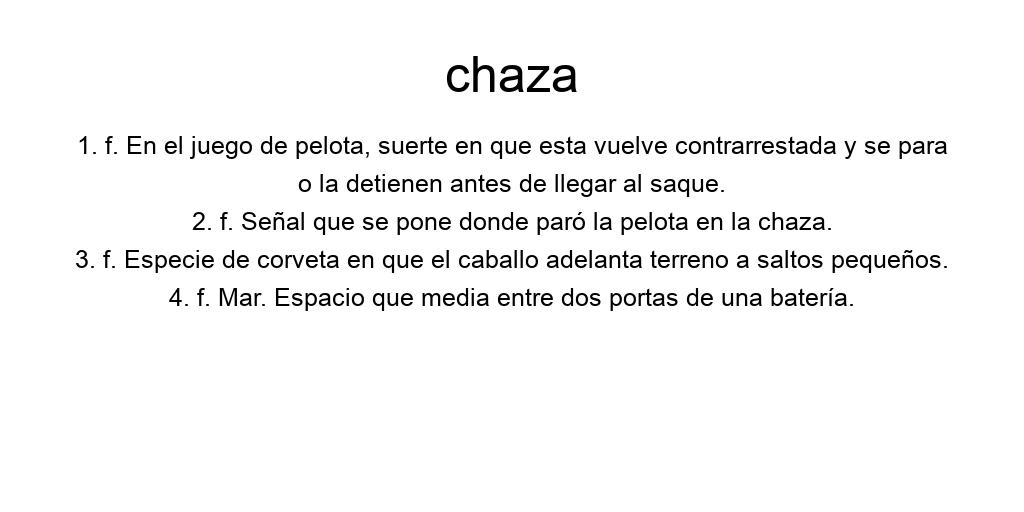 chaza
1. f. En el juego de pelota, suerte en que esta vuelve contrarrestada y se para
o la detienen antes de llegar al saque.
2. f. Señal que se pone donde paró la pelota en la chaza.
3. f. Especie de corveta en que el caballo adelanta terreno a saltos pequeños.
4. f. Mar. Espacio que media entre dos portas de una batería.